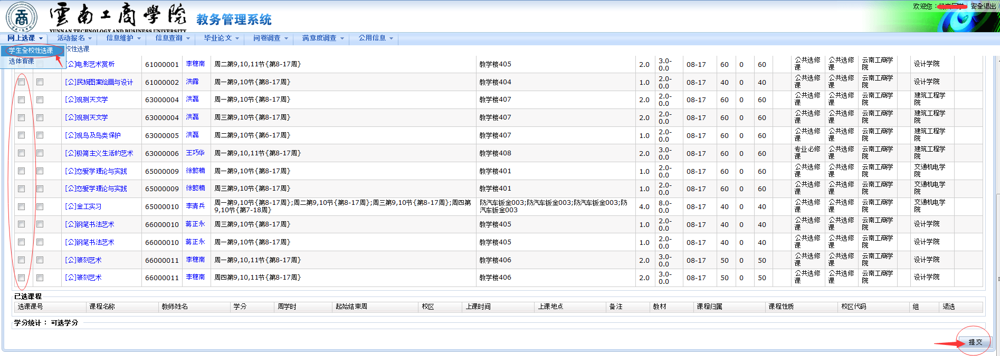 雲南工商學院
YUNNAN TECHNOLOGY AND BUSINESS UNIVERSITY
教务管理系统
欢迎您： 同学 安全退出
网上选课 活动报名 信息维护 信息查询 毕业论文 问卷调查 满意度调查 公用信息
学生全校性选课 校性选课
选体育课
[公]电影艺术赏析 61000001 李穗南 周二第9,10,11节{第8-17周} 教学楼405 2.0 3.0-0.0 08-17 60 0 60 公共选修课 公共选修课 云南工商学院 设计学院
[公]民族图案绘画与设计 61000002 洪露 周一第9,10节{第8-17周} 教学楼404 1.0 2.0-0.0 08-17 40 0 40 公共选修课 公共选修课 云南工商学院 设计学院
[公]观测天文学 63000004 洪磊 周一第9,10节{第8-17周} 教学楼407 2.0 2.0-0.0 08-17 60 0 60 公共选修课 公共选修课 云南工商学院 建筑工程学院
[公]观测天文学 63000004 洪磊 周三第9,10节{第8-17周} 教学楼407 2.0 2.0-0.0 08-17 60 0 60 公共选修课 公共选修课 云南工商学院 建筑工程学院
[公]观鸟及鸟类保护 63000005 洪磊 周二第9,10节{第6-17周} 教学楼407 1.0 2.0-0.0 08-17 60 0 60 公共选修课 公共选修课 云南工商学院 建筑工程学院
[公]极简主义生活的艺术 63000006 王巧华 周一第9,10,11节{第8-17周} 教学楼408 2.0 3.0-0.0 08-17 60 0 60 专业必修课 公共选修课 云南工商学院 建筑工程学院
[公]恋爱学理论与实践 65000009 徐懿楠 周一第9,10节{第8-17周} 教学楼401 1.0 2.0-0.0 08-17 60 0 60 公共选修课 公共选修课 云南工商学院 交通机电学院
[公]恋爱学理论与实践 65000009 徐懿楠 周三第9,10节{第8-17周} 教学楼401 1.0 2.0-0.0 08-17 60 0 60 公共选修课 公共选修课 云南工商学院 交通机电学院
[公]金工实习 65000010 李青兵 周一第9,10节{第8-17周};周二第9,10节{第8-17周};周三第9,10节{第8-17周};周四第9,10节{第7-18周} 防汽车钣金003;防汽车钣金003;防汽车钣金003;防汽车钣金003 4.0 8.0-0.0 08-17 40 0 40 公共选修课 公共选修课 云南工商学院 交通机电学院
[公]钢笔书法艺术 66000010 蒋正永 周三第9,10节{第8-17周} 教学楼405 1.0 2.0-0.0 08-17 40 0 40 公共选修课 公共选修课 云南工商学院 设计学院
[公]钢笔书法艺术 66000010 蒋正永 周一第9,10节{第8-17周} 教学楼405 1.0 2.0-0.0 08-17 40 0 40 公共选修课 公共选修课 云南工商学院 设计学院
[公]篆刻艺术 66000011 李穗南 周一第9,10,11节{第8-17周} 教学楼406 2.0 3.0-0.0 08-17 50 0 50 公共选修课 公共选修课 云南工商学院 设计学院
[公]篆刻艺术 66000011 李穗南 周四第9,10,11节{第8-17周} 教学楼406 2.0 3.0-0.0 08-17 50 0 50 公共选修课 公共选修课 云南工商学院 设计学院
已选课程
选课课号 课程名称 教师姓名 学分 周学时 起始结束周 校区 上课时间 上课地点 备注 教材 课程归属 课程性质 校区代码 组 退选
学分统计： 可选学分
提交